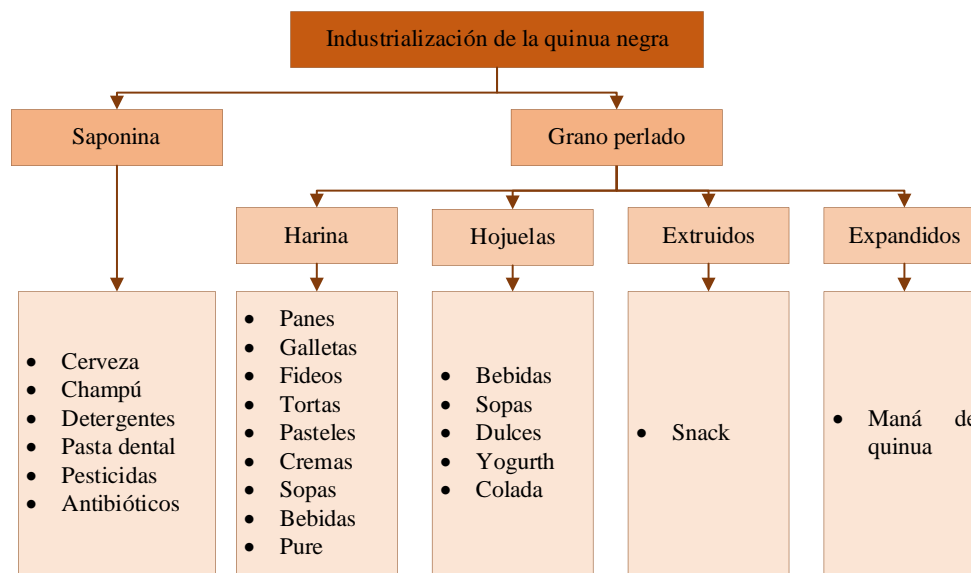 Industrialización de la quinua negra
Saponina
Grano perlado
Harina
Hojuelas
Extruidos
Expandidos
• Cerveza
• Champú
• Detergentes
• Pasta dental
• Pesticidas
• Antibióticos
• Panes
• Galletas
• Fideos
• Tortas
• Pasteles
• Cremas
• Sopas
• Bebidas
• Pure
• Bebidas
• Sopas
• Dulces
• Yogurth
• Colada
• Snack
• Maná de
quinua